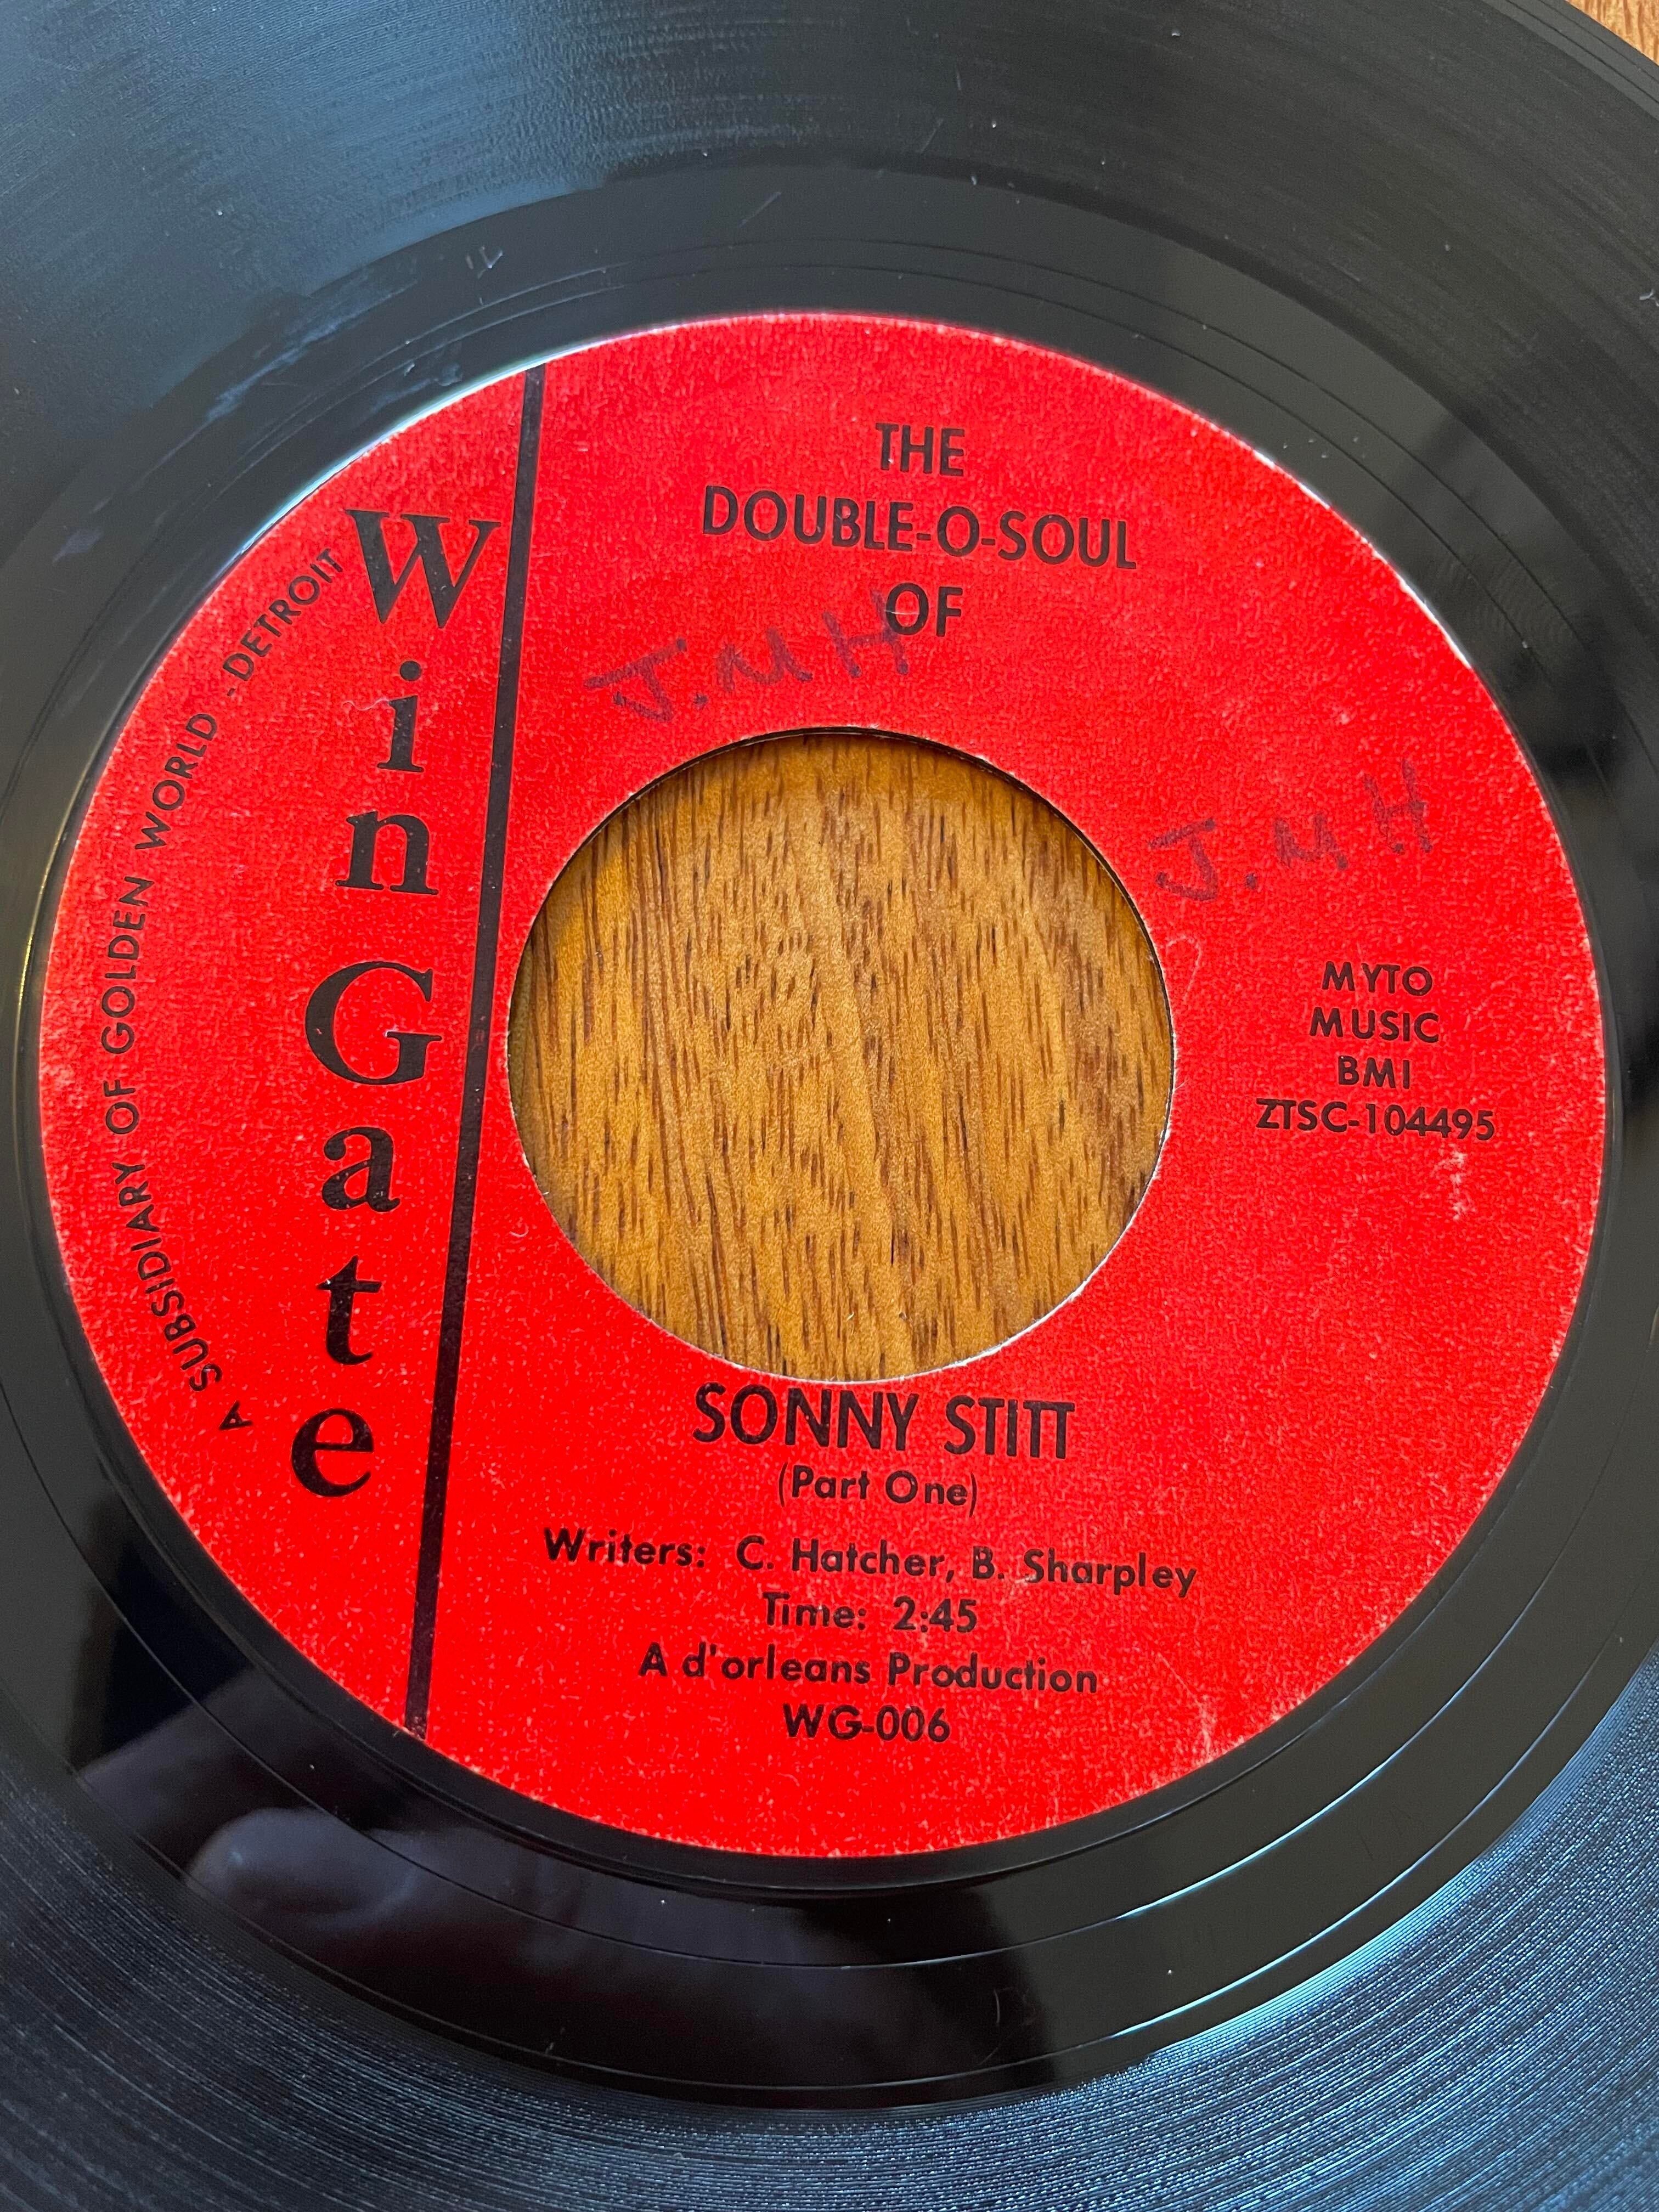 THE
DOUBLE-O-SOUL
OF
J.M H
J.M H
WinGate
A SUBSIDIARY OF GOLDEN WORLD - DETROIT
MYTO
MUSIC
BMI
ZTSC-104495
SONNY STITT
(Part One)
Writers: C. Hatcher, B. Sharpley
Time: 2:45
A d'orleans Production
WG-006